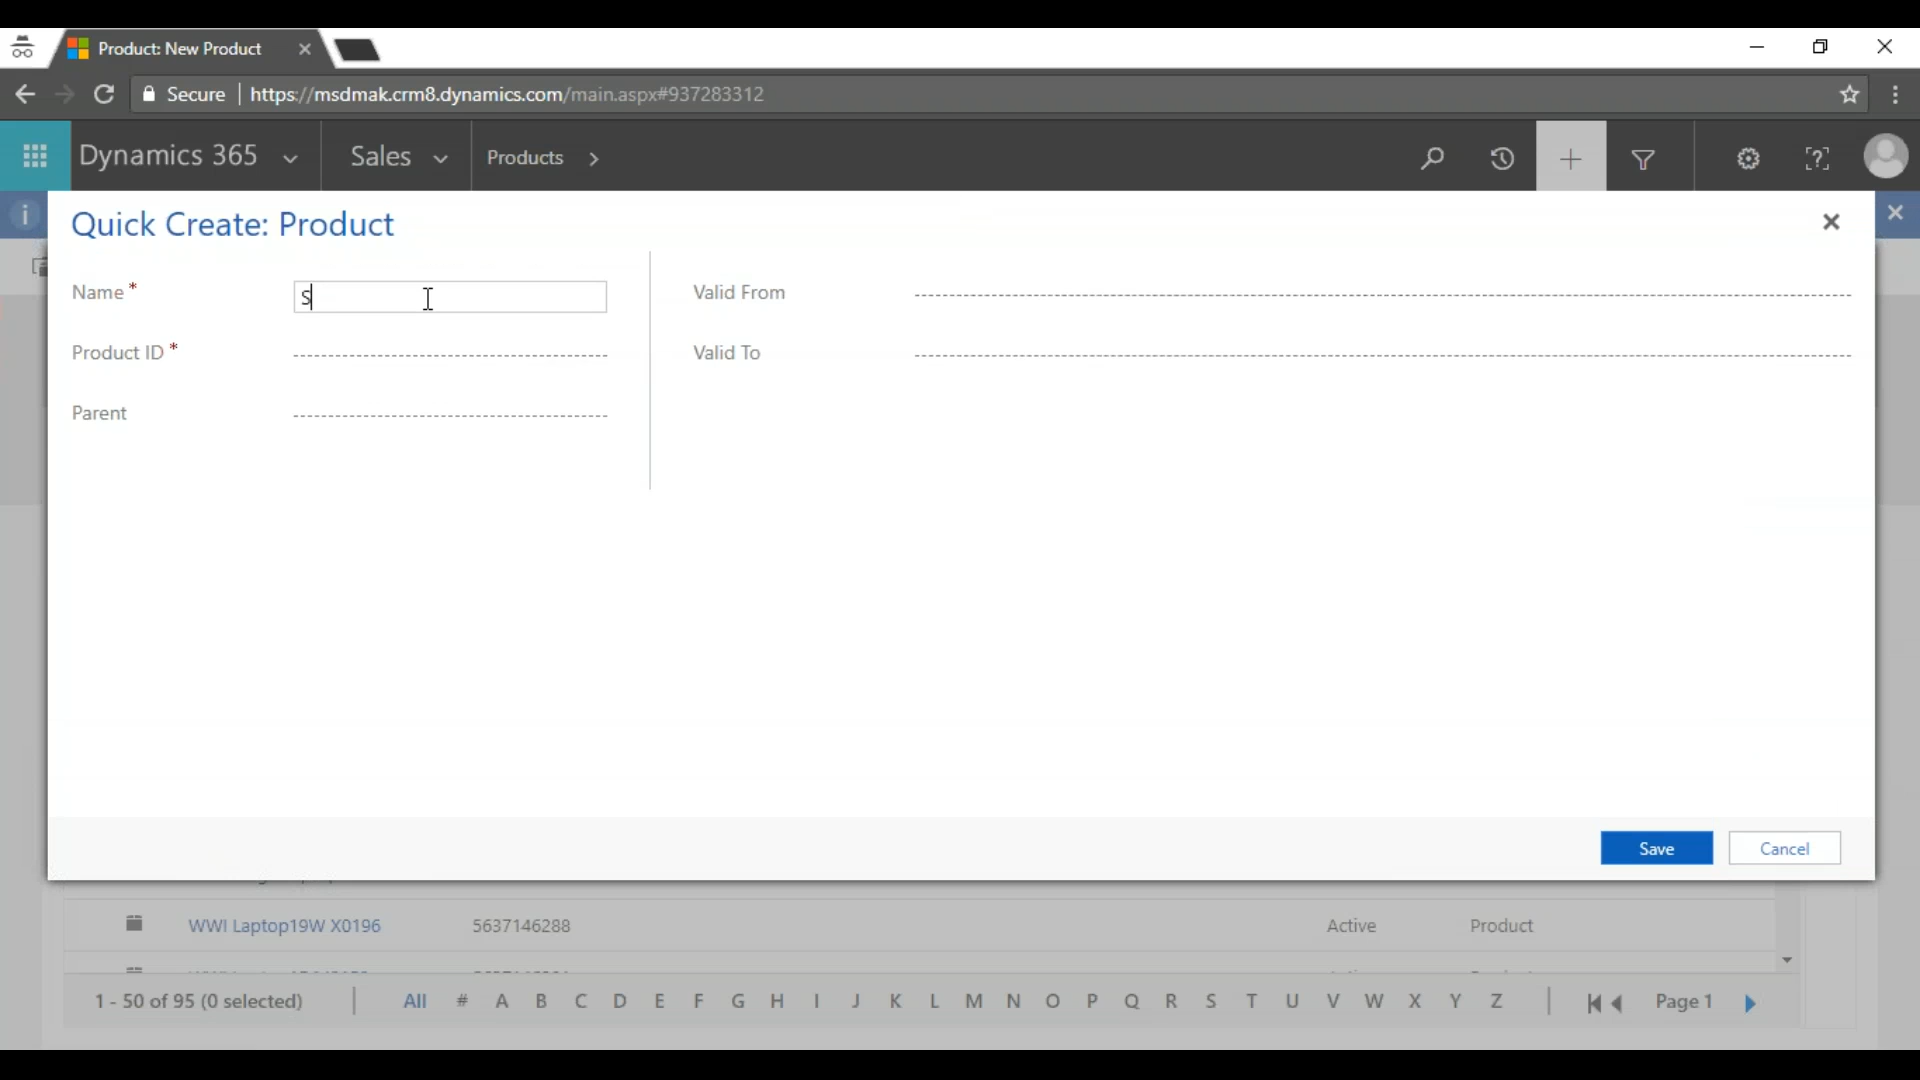 Product: New Product
Secure | https://msdmak.crm8.dynamics.com/main.aspx#937283312
Dynamics 365 Sales Products
Quick Create: Product
Name * S Valid From
Product ID * Valid To
Parent
Save Cancel
WWI Laptop19W X0196 5637146288 Active Product
1 - 50 of 95 (0 selected) All # A B C D E F G H I J K L M N O P Q R S T U V W X Y Z Page 1